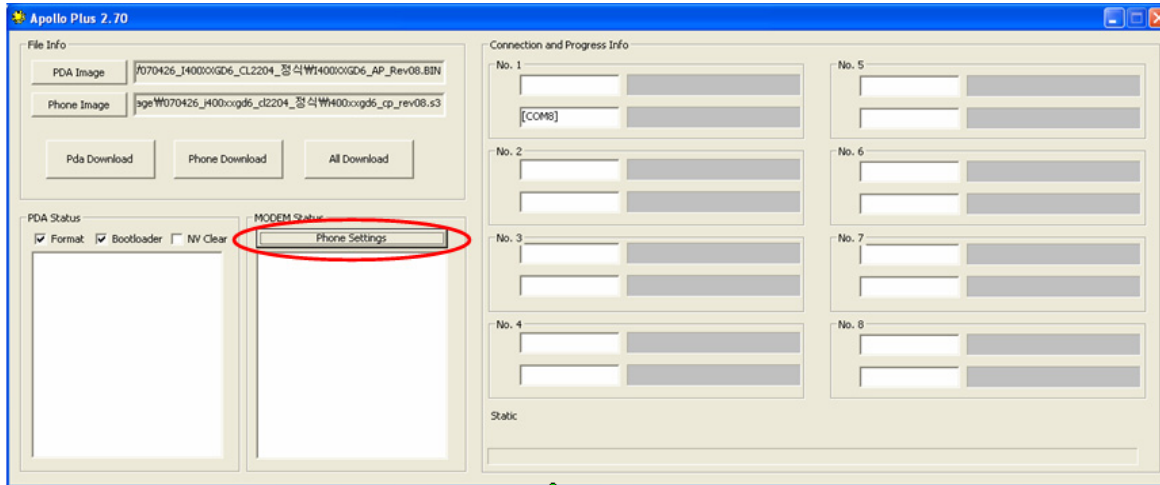 Apollo Plus 2.70
File Info
PDA Image
₩070426_I400XXGD6_CL2204_정식₩I400XXGD6_AP_Rev08.BIN
Phone Image
age₩070426_i400xxgd6_cl2204_정식₩i400xxgd6_cp_rev08.s3
Pda Download Phone Download All Download
PDA Status
Format Bootloader NV Clear
MODEM Status
Phone Settings
Connection and Progress Info
No. 1
[COM8]
No. 2
No. 3
No. 4
No. 5
No. 6
No. 7
No. 8
Static